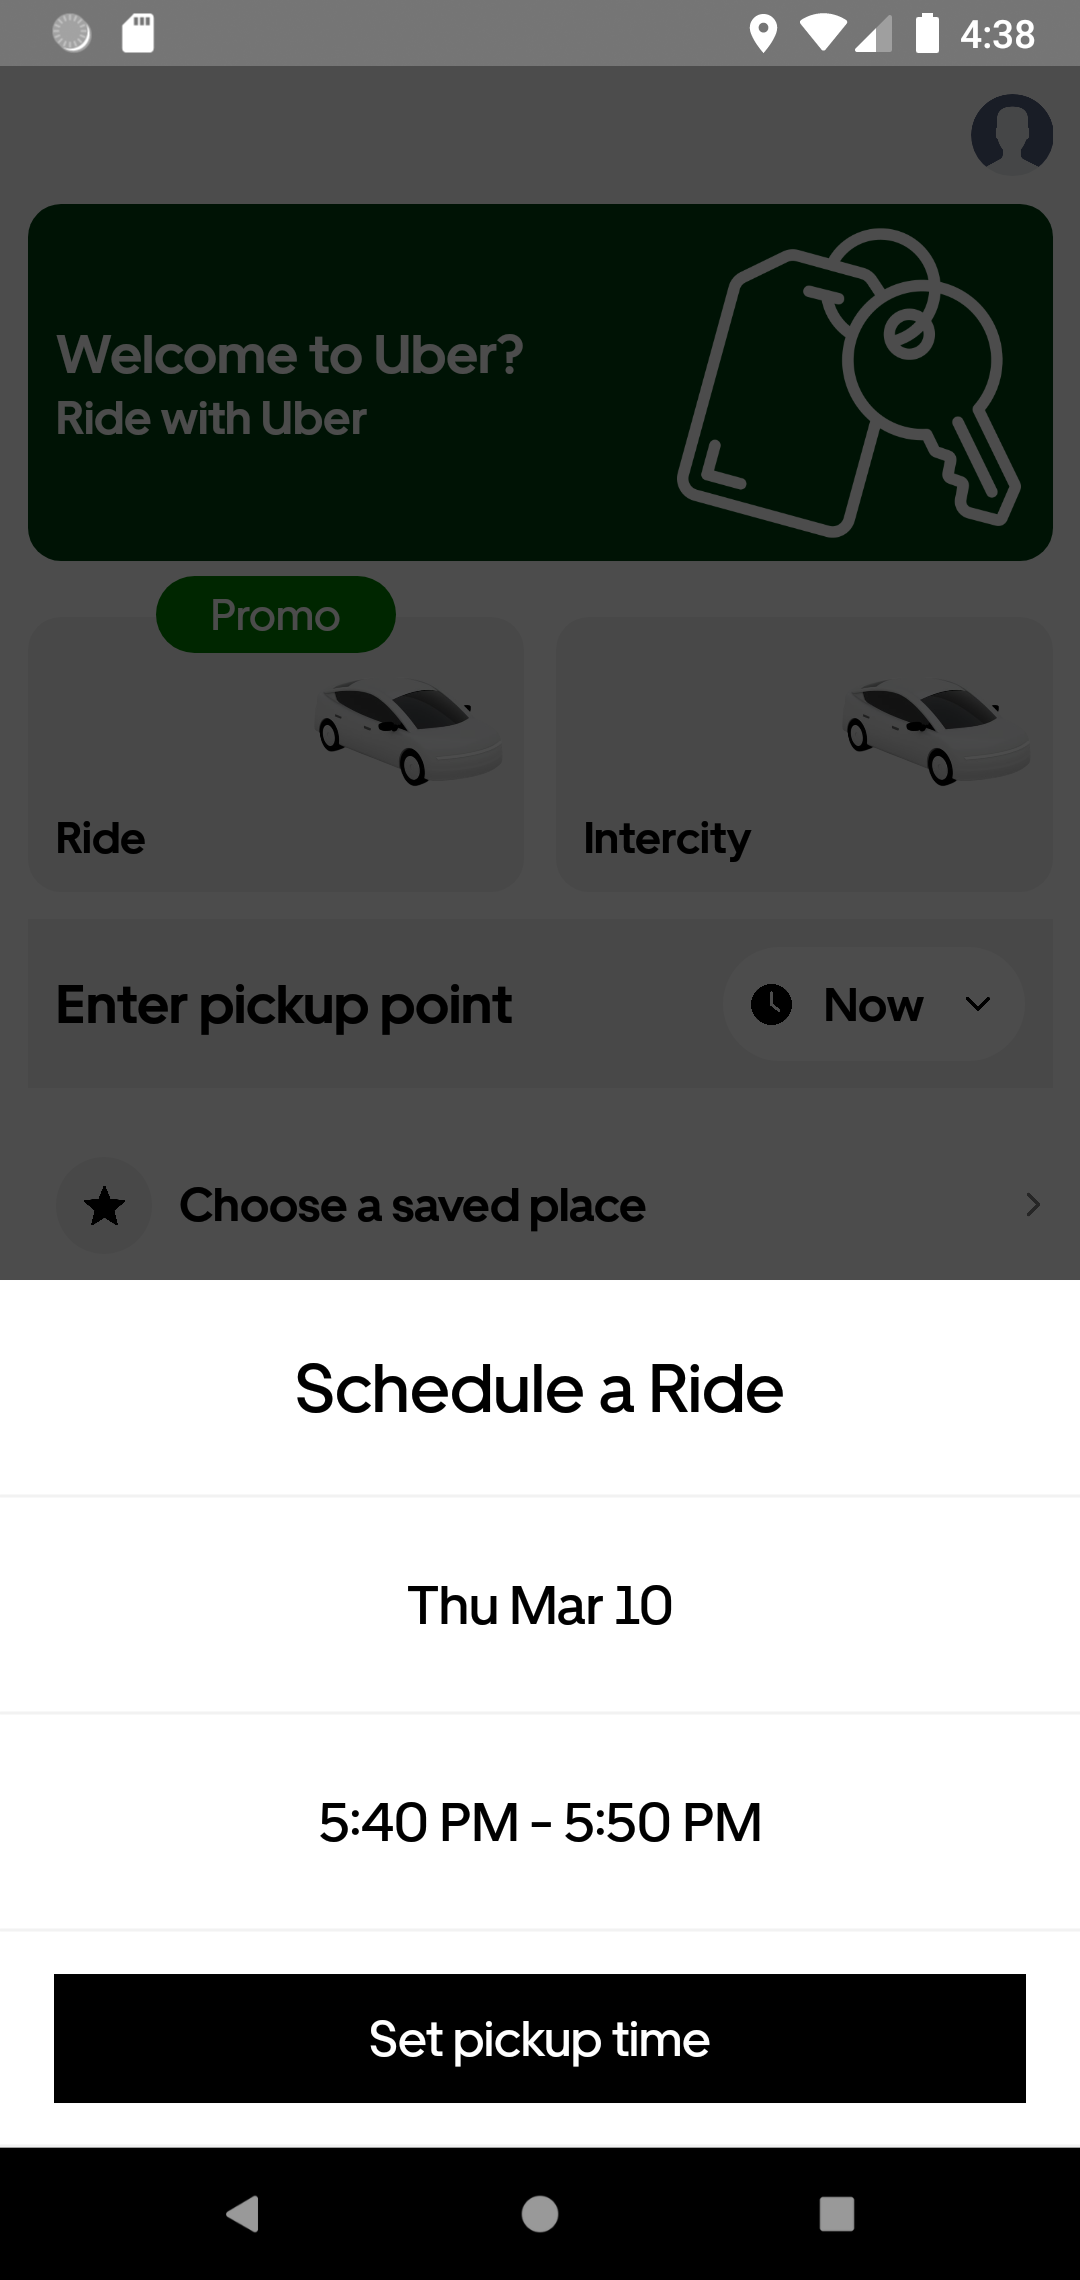 4:38
Welcome to Uber?
Ride with Uber
Promo
Ride
Intercity
Enter pickup point
Now
Choose a saved place
Schedule a Ride
Thu Mar 10
5:40 PM - 5:50 PM
Set pickup time